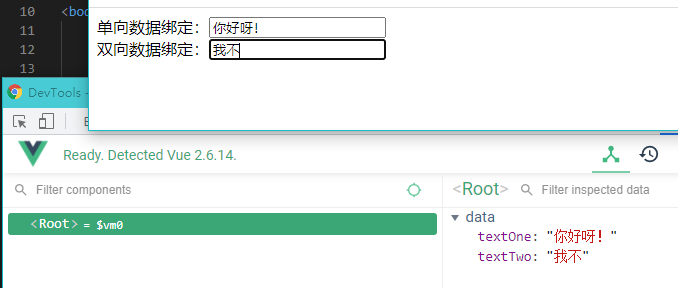 10 <bo
11
12
13
单向数据绑定：你好呀！
双向数据绑定：我不
DevTools -
Ready. Detected Vue 2.6.14.
Filter components
<Root> = $vm0
<Root> Filter inspected data
data
textOne: "你好呀！"
textTwo: "我不"